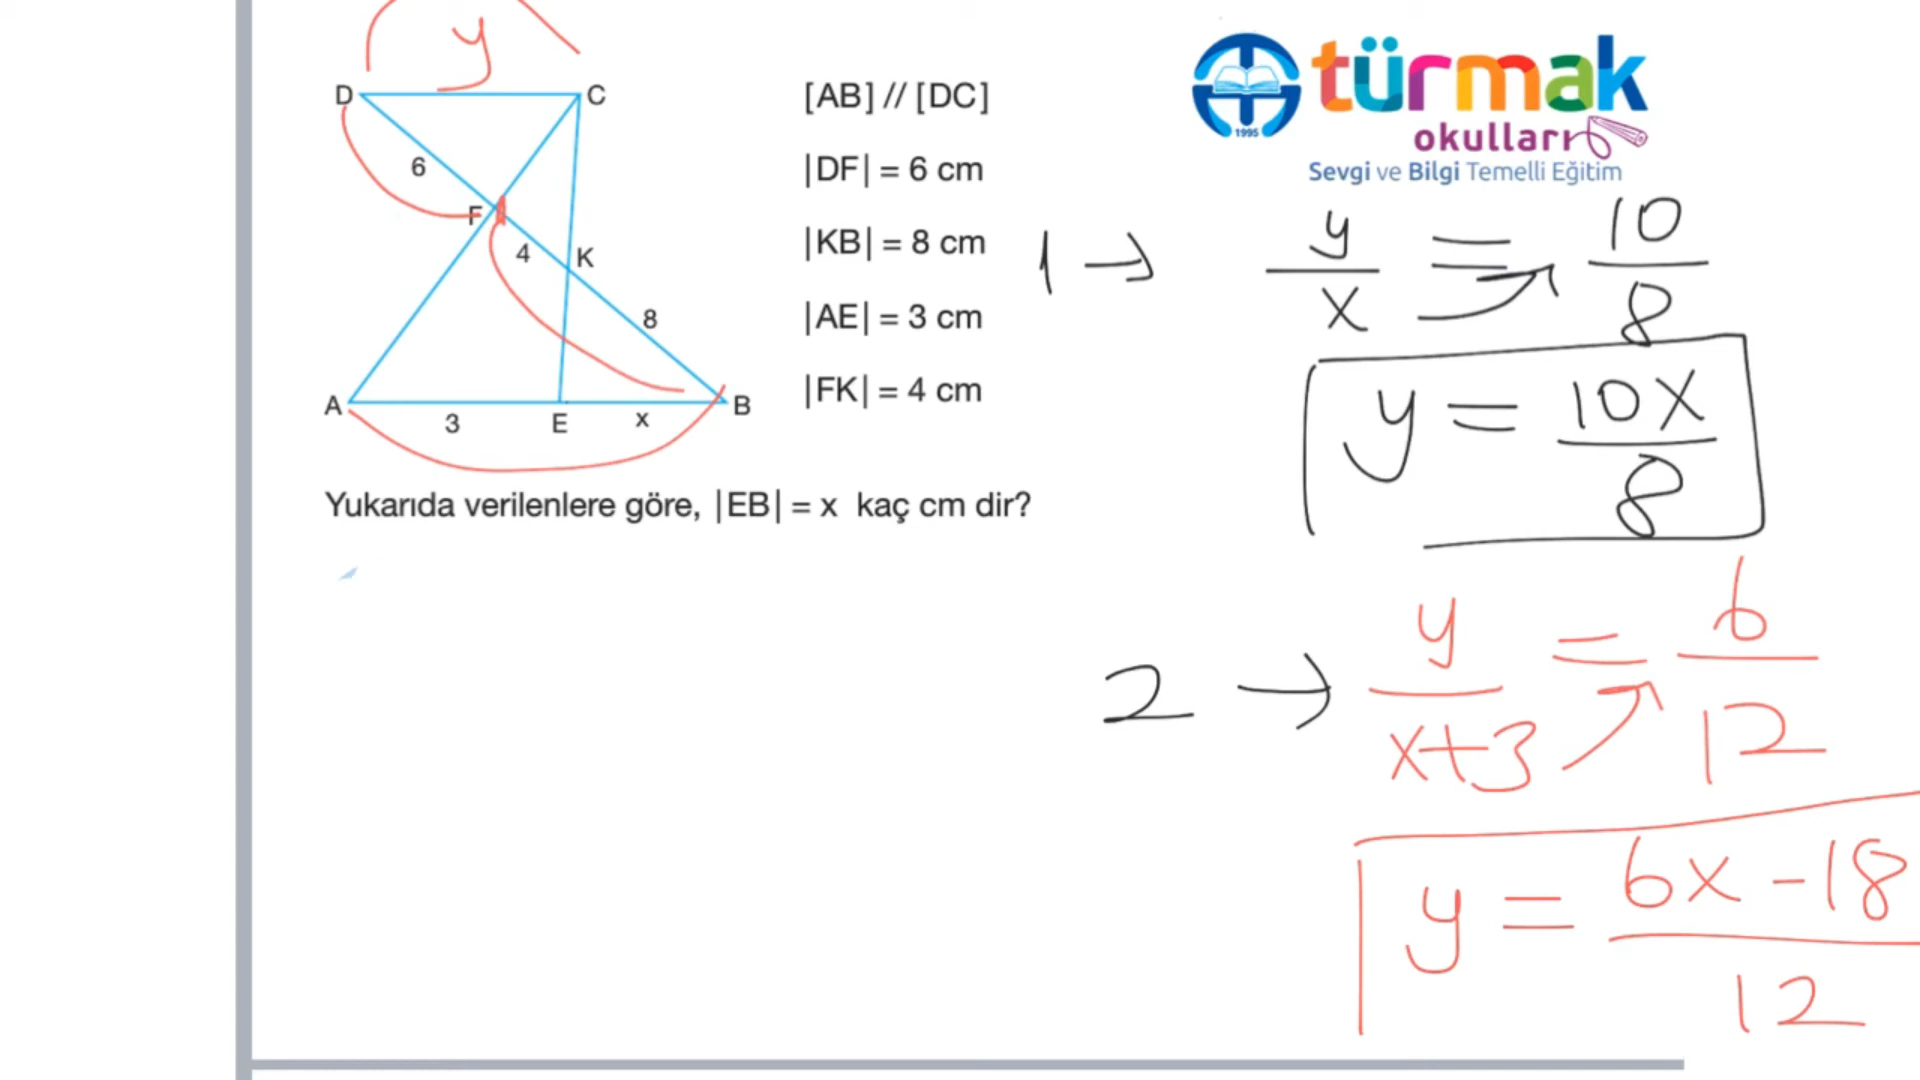 y
D
C
6
F
4
K
8
A
3
E
x
B
[AB] // [DC]
|DF| = 6 cm
|KB| = 8 cm
|AE| = 3 cm
|FK| = 4 cm
Yukarıda verilenlere göre, |EB| = x kaç cm dir?
1995
türmak
okulları
Sevgi ve Bilgi Temelli Eğitim
1 → y/x = 10/8
y = 10x/8
2 → y/x+3 = 6/12
y = 6x-18/12